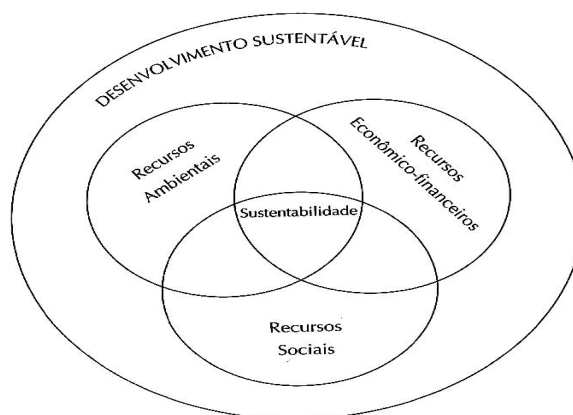 DESENVOLVIMENTO SUSTENTÁVEL
Recursos
Ambientais
Recursos
Econômico-financeiros
Sustentabilidade
Recursos
Sociais